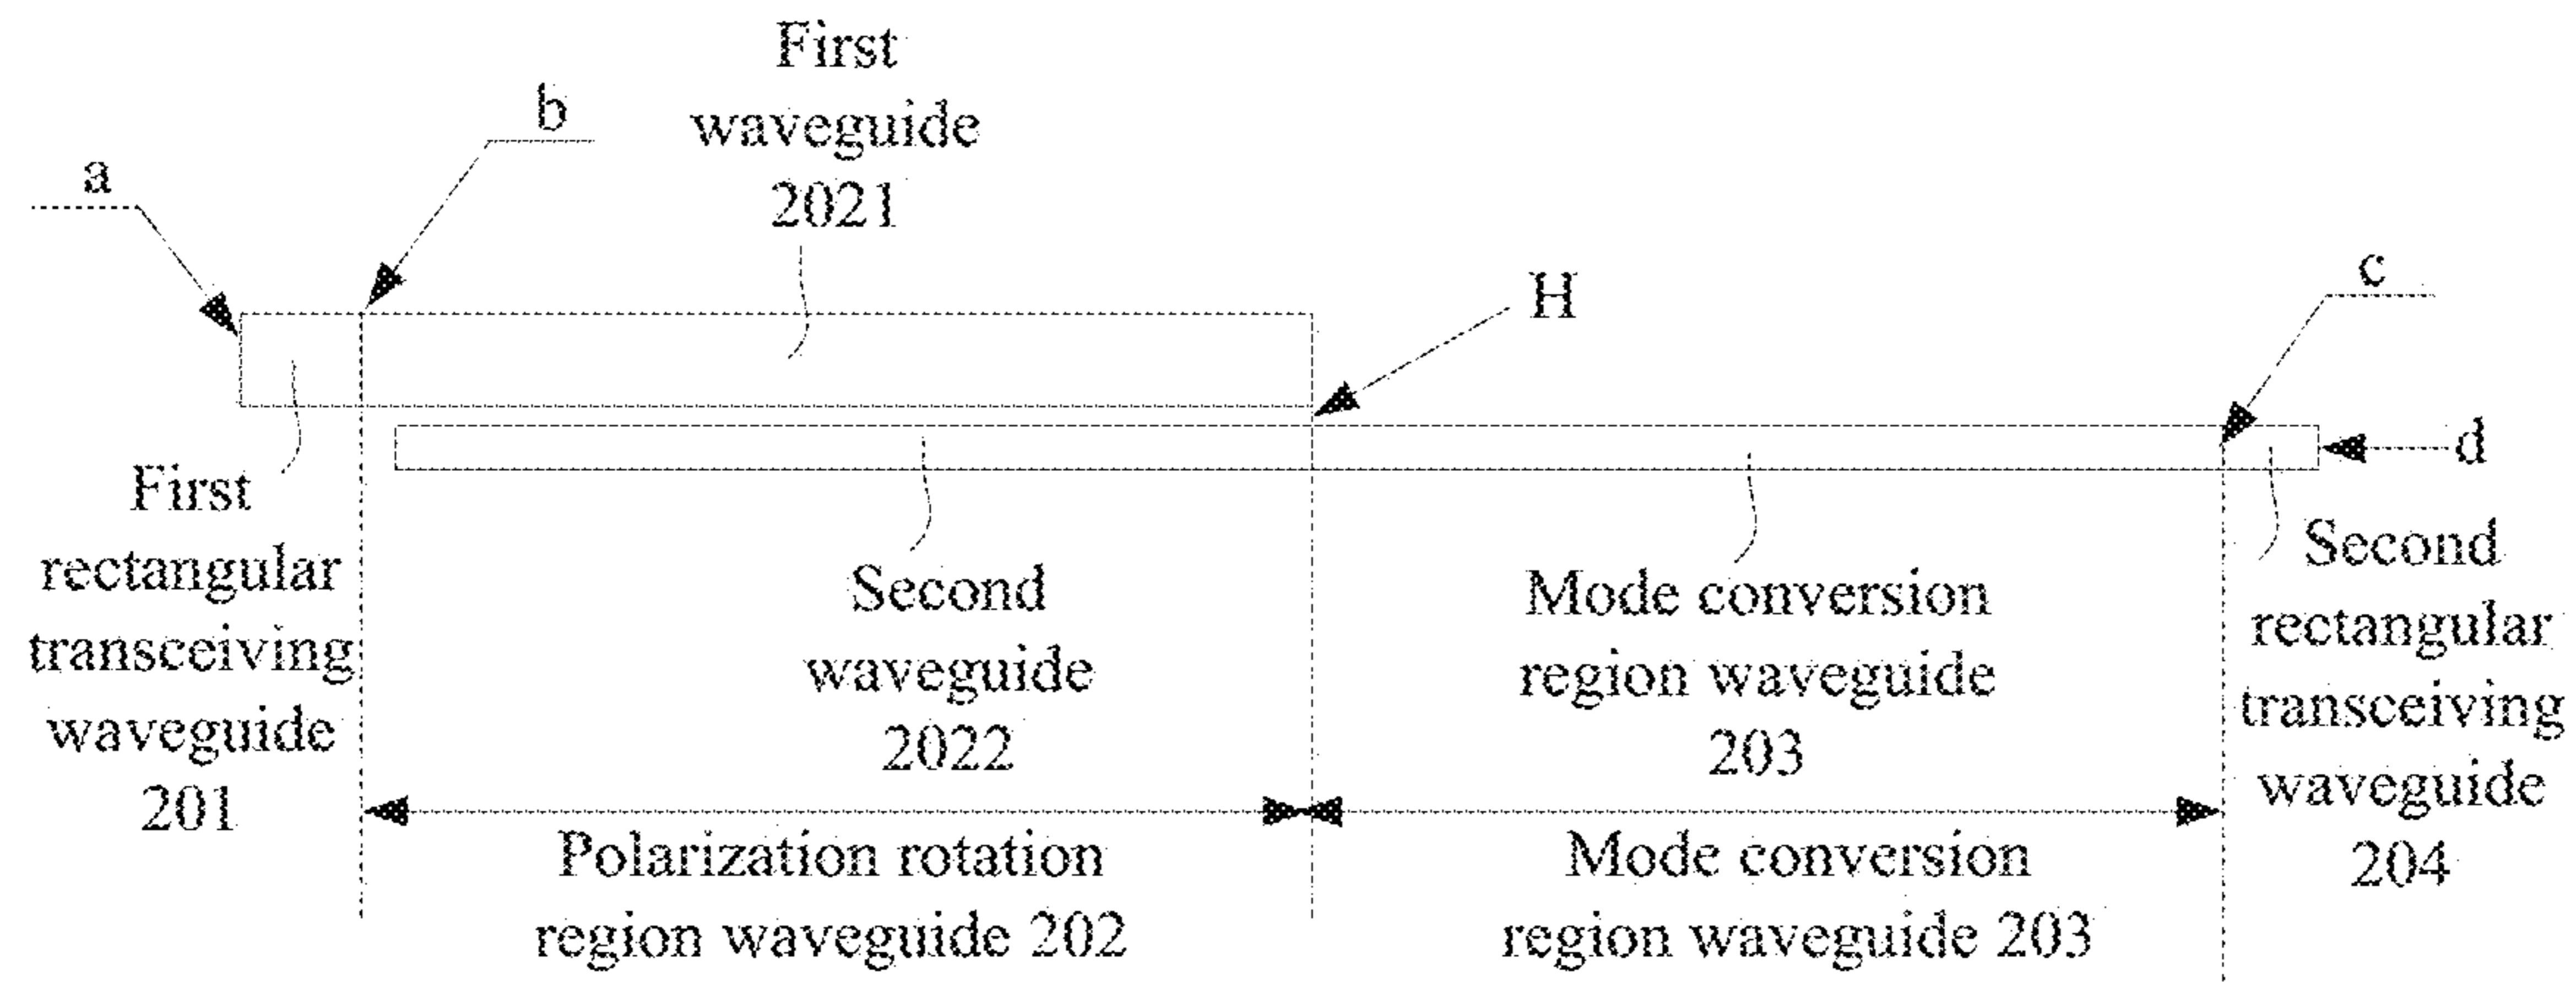 First
waveguide
2021
b
a
H
c
d
First
rectangular
transceiving
waveguide
201
Second
waveguide
2022
Mode conversion
region waveguide
203
Second
rectangular
transceiving
waveguide
204
Polarization rotation
region waveguide 202
Mode conversion
region waveguide 203